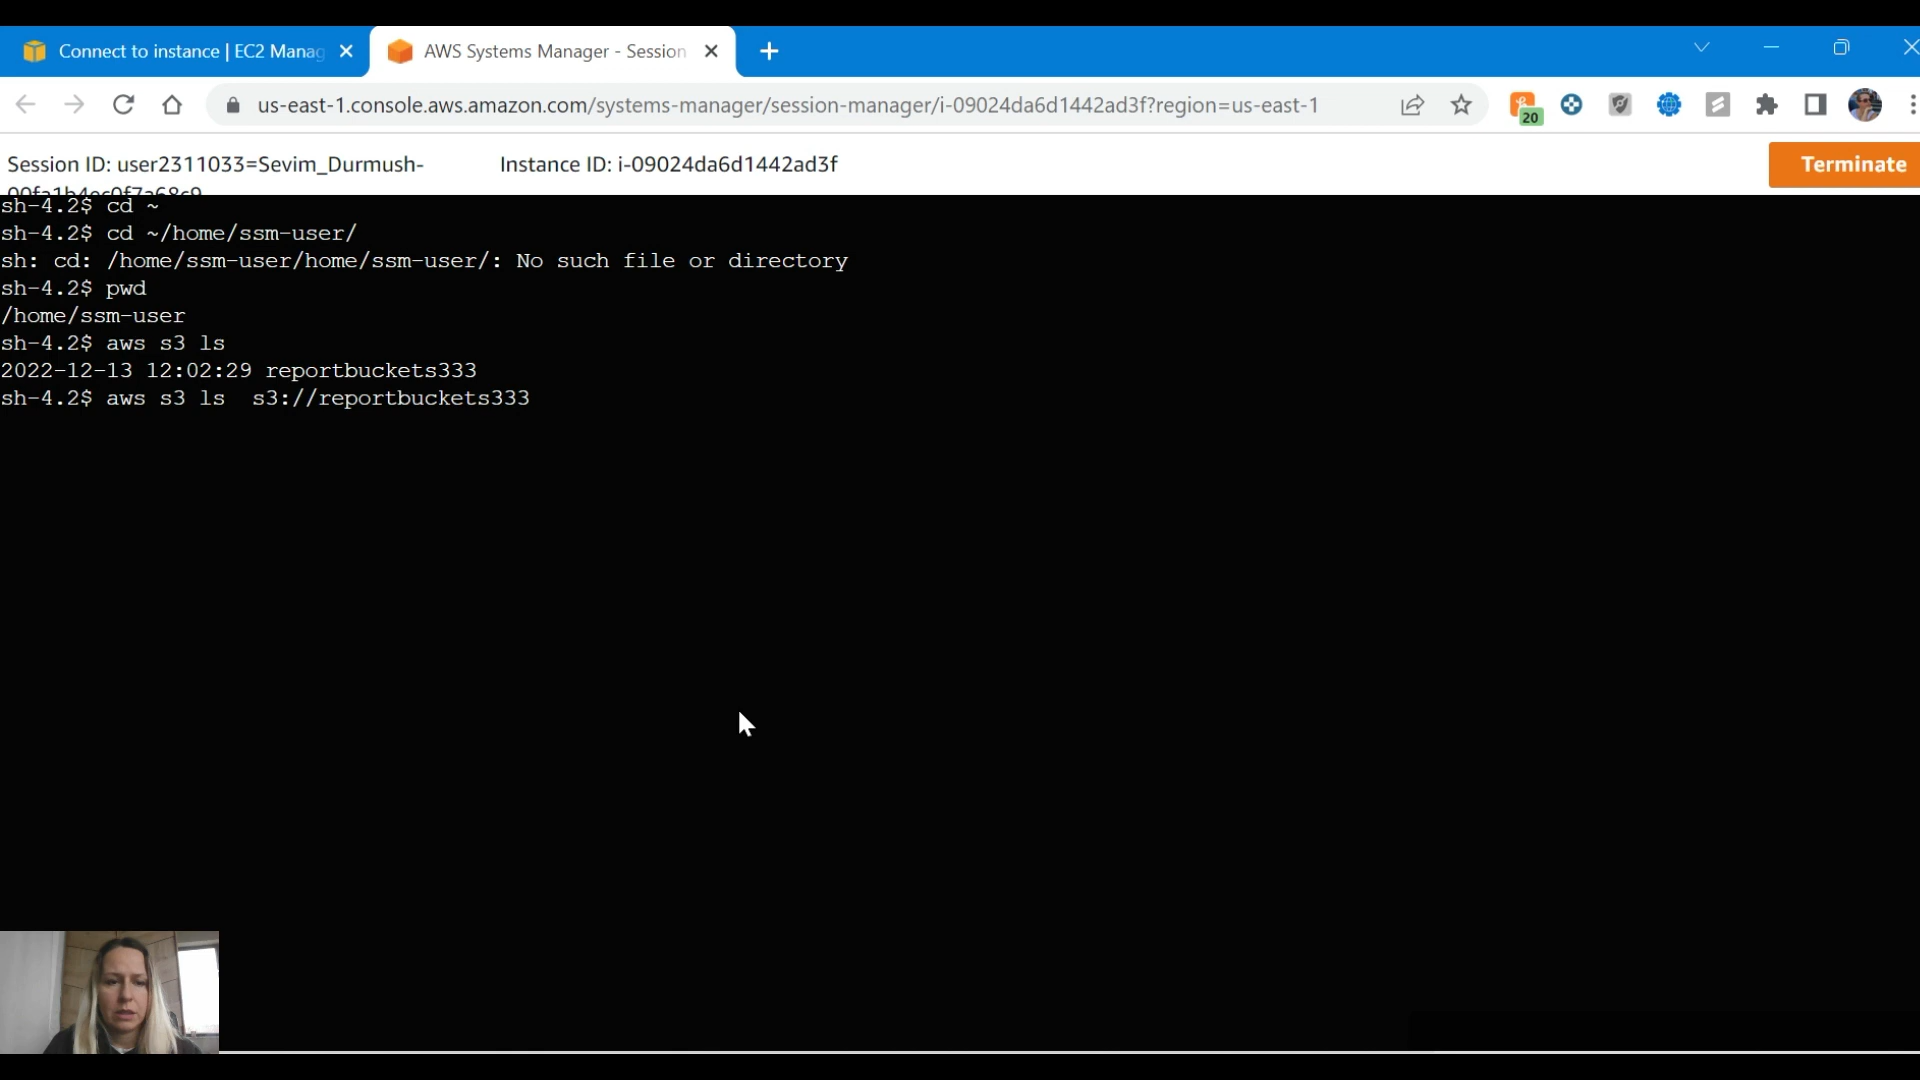 Connect to instance | EC2 Manag
AWS Systems Manager - Session
us-east-1.console.aws.amazon.com/systems-manager/session-manager/i-09024da6d1442ad3f?region=us-east-1
20
Session ID: user2311033=Sevim_Durmush-
Instance ID: i-09024da6d1442ad3f
Terminate
sh-4.2$ cd ~
sh-4.2$ cd ~/home/ssm-user/
sh: cd: /home/ssm-user/home/ssm-user/: No such file or directory
sh-4.2$ pwd
/home/ssm-user
sh-4.2$ aws s3 ls
2022-12-13 12:02:29 reportbuckets333
sh-4.2$ aws s3 ls  s3://reportbuckets333